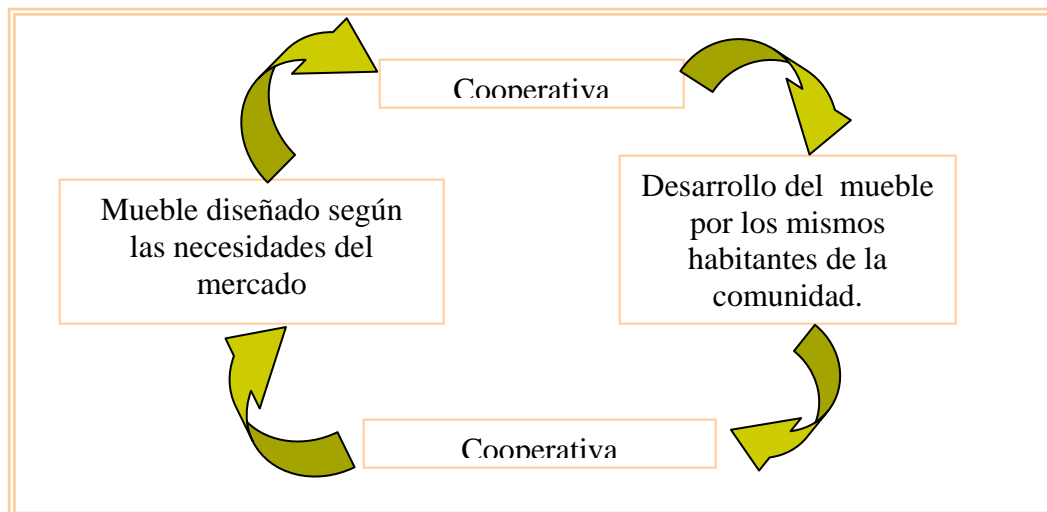 Cooperativa
Mueble diseñado según
las necesidades del
mercado
Desarrollo del mueble
por los mismos
habitantes de la
comunidad.
Cooperativa